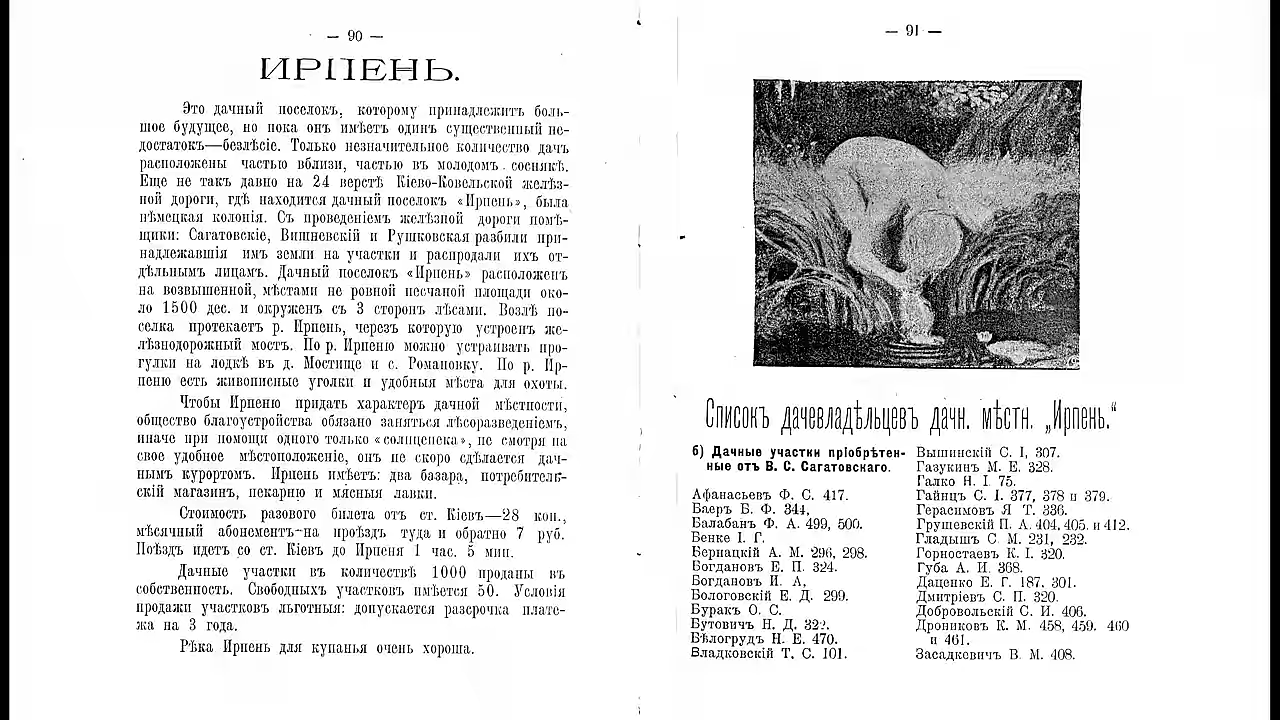 — 90 —
ИРПЕНЬ.
Это дачный поселокъ, которому принадлежитъ боль-
шое будущее, но пока онъ имѣетъ одинъ существенный не-
достатокъ—безлѣсіе. Только незначительное количество дачъ
расположены частью вблизи, частью въ молодомъ соснякѣ.
Еще не такъ давно на 24 верстѣ Кіево-Ковельской желѣз-
ной дороги, гдѣ находится дачный поселокъ «Ирпень», была
нѣмецкая колонія. Съ проведеніемъ желѣзной дороги помѣ-
щики: Сагатовскіе, Вишневскій и Рушковская разбили при-
надлежавшія имъ земли на участки и распродали ихъ от-
дѣльнымъ лицамъ. Дачный поселокъ «Ирпень» расположенъ
на возвышенной, мѣстами не ровной песчаной площади око-
ло 1500 дес. и окруженъ съ 3 сторонъ лѣсами. Возлѣ по-
селка протекаетъ р. Ирпень, черезъ которую устроенъ же-
лѣзнодорожный мостъ. По р. Ирпеню можно устраивать про-
гулки на лодкѣ въ д. Мостище и с. Романовку. По р. Ир-
пеню есть живописные уголки и удобныя мѣста для охоты.
Чтобы Ирпеню придать характеръ дачной мѣстности,
общество благоустройства обязано заняться лѣсоразведеніемъ,
иначе при помощи одного только «солнцепека», не смотря на
свое удобное мѣстоположеніе, онъ не скоро сдѣлается дач-
нымъ курортомъ. Ирпень имѣетъ: два базара, потребитель-
скій магазинъ, пекарню и мясныя лавки.
Стоимость разового билета отъ ст. Кіевъ—28 коп.,
мѣсячный абонементъ-на проѣздъ туда и обратно 7 руб.
Поѣздъ идетъ со ст. Кіевъ до Ирпеня 1 час. 5 мин.
Дачные участки въ количествѣ 1000 проданы въ
собственность. Свободныхъ участковъ имѣется 50. Условія
продажи участковъ льготныя: допускается разсрочка плате-
жа на 3 года.
Рѣка Ирпень для купанья очень хороша.
— 91 —
Списокъ дачевладѣльцевъ дачн. мѣстн. „Ирпень."
б) Дачные участки пріобрѣтен-
ные отъ В. С. Сагатовскаго.
Афанасьевъ Ф. С. 417.
Баеръ Б. Ф. 344,
Балабанъ Ф. А. 499, 500.
Бенке І. Г.
Бернацкій А. М. 296, 298.
Богдановъ Е. П. 324.
Богдановъ И. А,
Бологовскій Е. Д. 299.
Буракъ О. С.
Бутовичъ Н. Д. 322.
Бѣлогрудъ Н. Е. 470.
Владковскій Т. С. 101.
Вышинскій С. І, 307.
Газукинъ М. Е. 328.
Галко Н. І. 75.
Гайнцъ С. І. 377, 378 и 379.
Герасимовъ Я Т. 336.
Грушевскій П. А. 404, 405. и 412.
Гладышъ С. М. 231, 232.
Горностаевъ К. І. 320.
Губа А. И. 368.
Даценко Е. Г. 187, 301.
Дмитріевъ С. П. 320.
Добровольскій С. И. 406.
Дрониковъ К. М. 458, 459. 460
и 461.
Засадкевичъ В. М. 408.